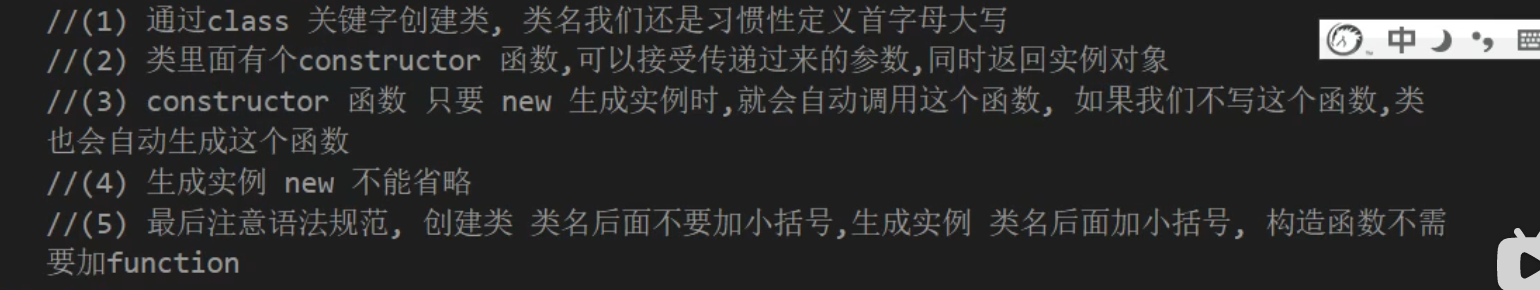 //(1) 通过class 关键字创建类, 类名我们还是习惯性定义首字母大写
//(2) 类里面有个constructor 函数,可以接受传递过来的参数,同时返回实例对象
//(3) constructor 函数 只要 new 生成实例时,就会自动调用这个函数, 如果我们不写这个函数,类
也会自动生成这个函数
//(4) 生成实例 new 不能省略
//(5) 最后注意语法规范, 创建类 类名后面不要加小括号,生成实例 类名后面加小括号, 构造函数不需
要加function
中